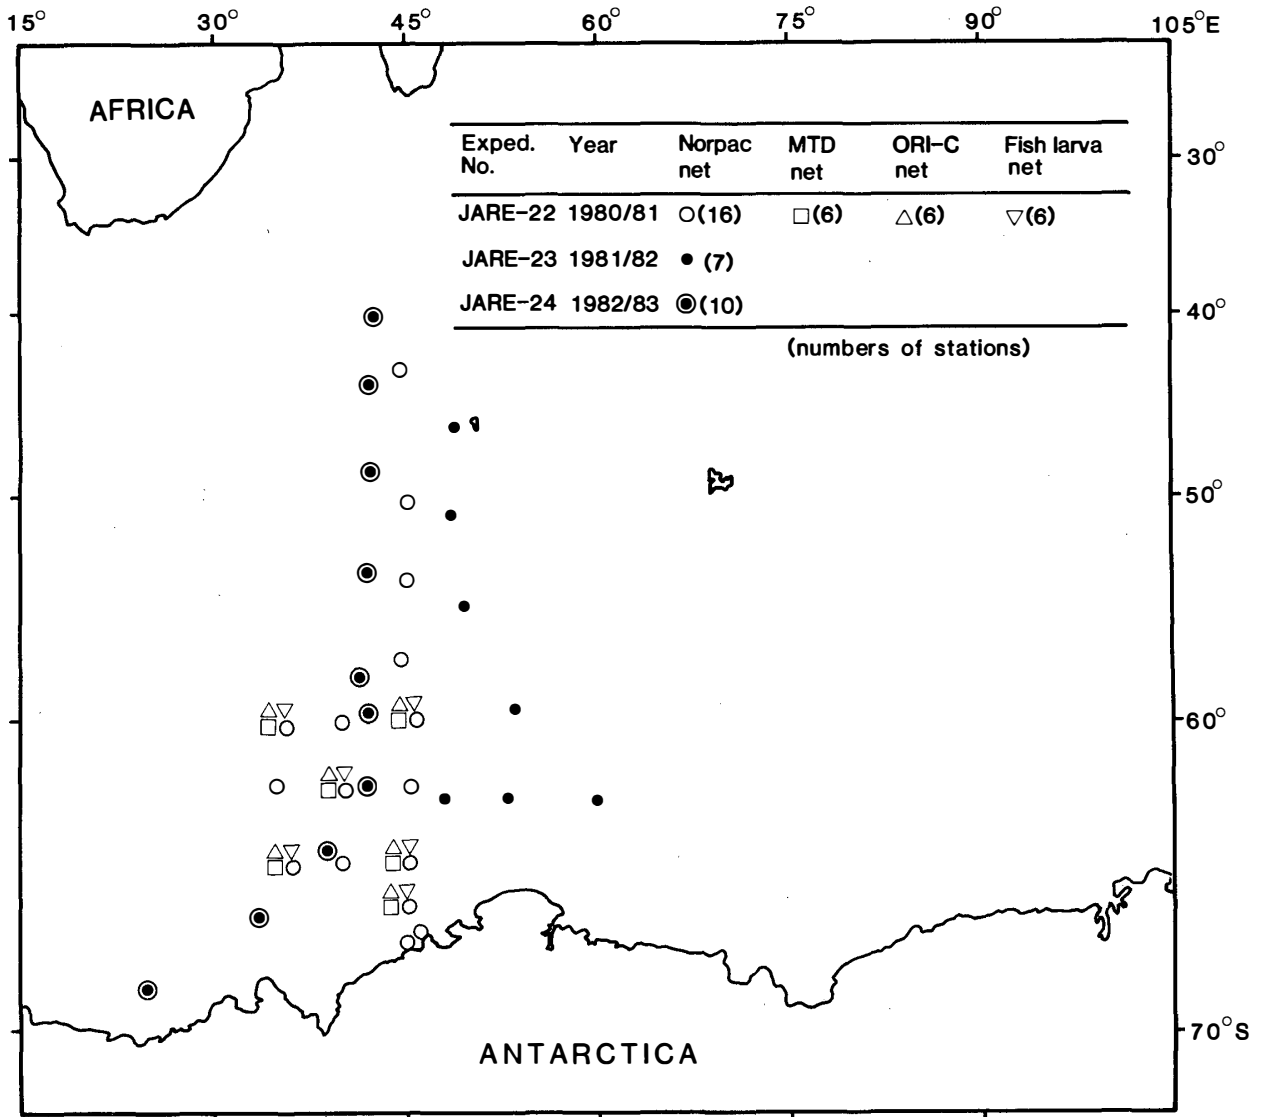 15° 30° 45° 60° 75° 90° 105°E
AFRICA
Exped. No. Year Norpac net MTD net ORI-C net Fish larva net
JARE-22 1980/81 ○(16) □(6) △(6) ▽(6)
JARE-23 1981/82 ● (7)
JARE-24 1982/83 ◉(10)
(numbers of stations)
30°
40°
50°
60°
70°S
ANTARCTICA